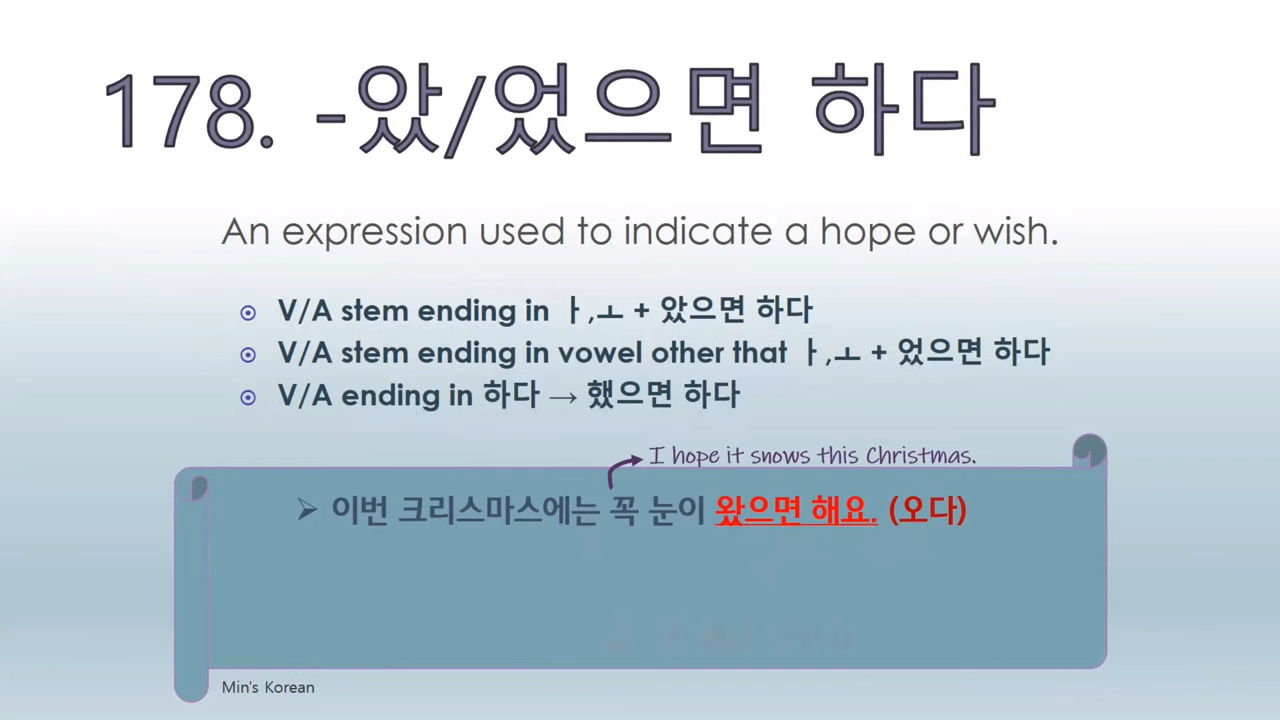 178. -았/었으면 하다
An expression used to indicate a hope or wish.
V/A stem ending in ㅏ,ㅗ + 았으면 하다
V/A stem ending in vowel other that ㅏ,ㅗ + 었으면 하다
V/A ending in 하다 → 했으면 하다
I hope it snows this Christmas.
➢ 이번 크리스마스에는 꼭 눈이 왔으면 해요. (오다)
Min's Korean